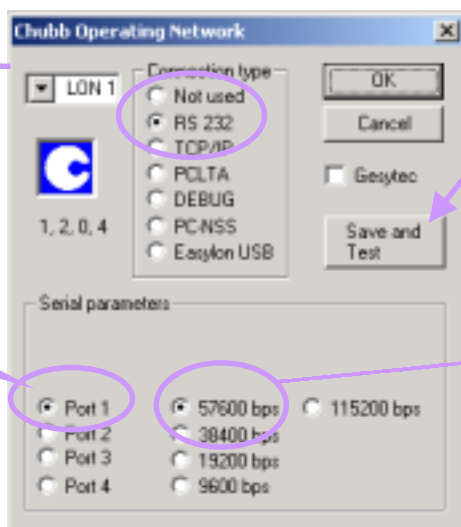 Chubb Operating Network
LON 1
Connection type
Not used
RS 232
TCP/IP
PCLTA
DEBUG
PC-NSS
Easylon USB
OK
Cancel
Gesytec
Save and
Test
1, 2, 0, 4
Serial parameters
Port 1
Port 2
Port 3
Port 4
57600 bps
38400 bps
19200 bps
9600 bps
115200 bps